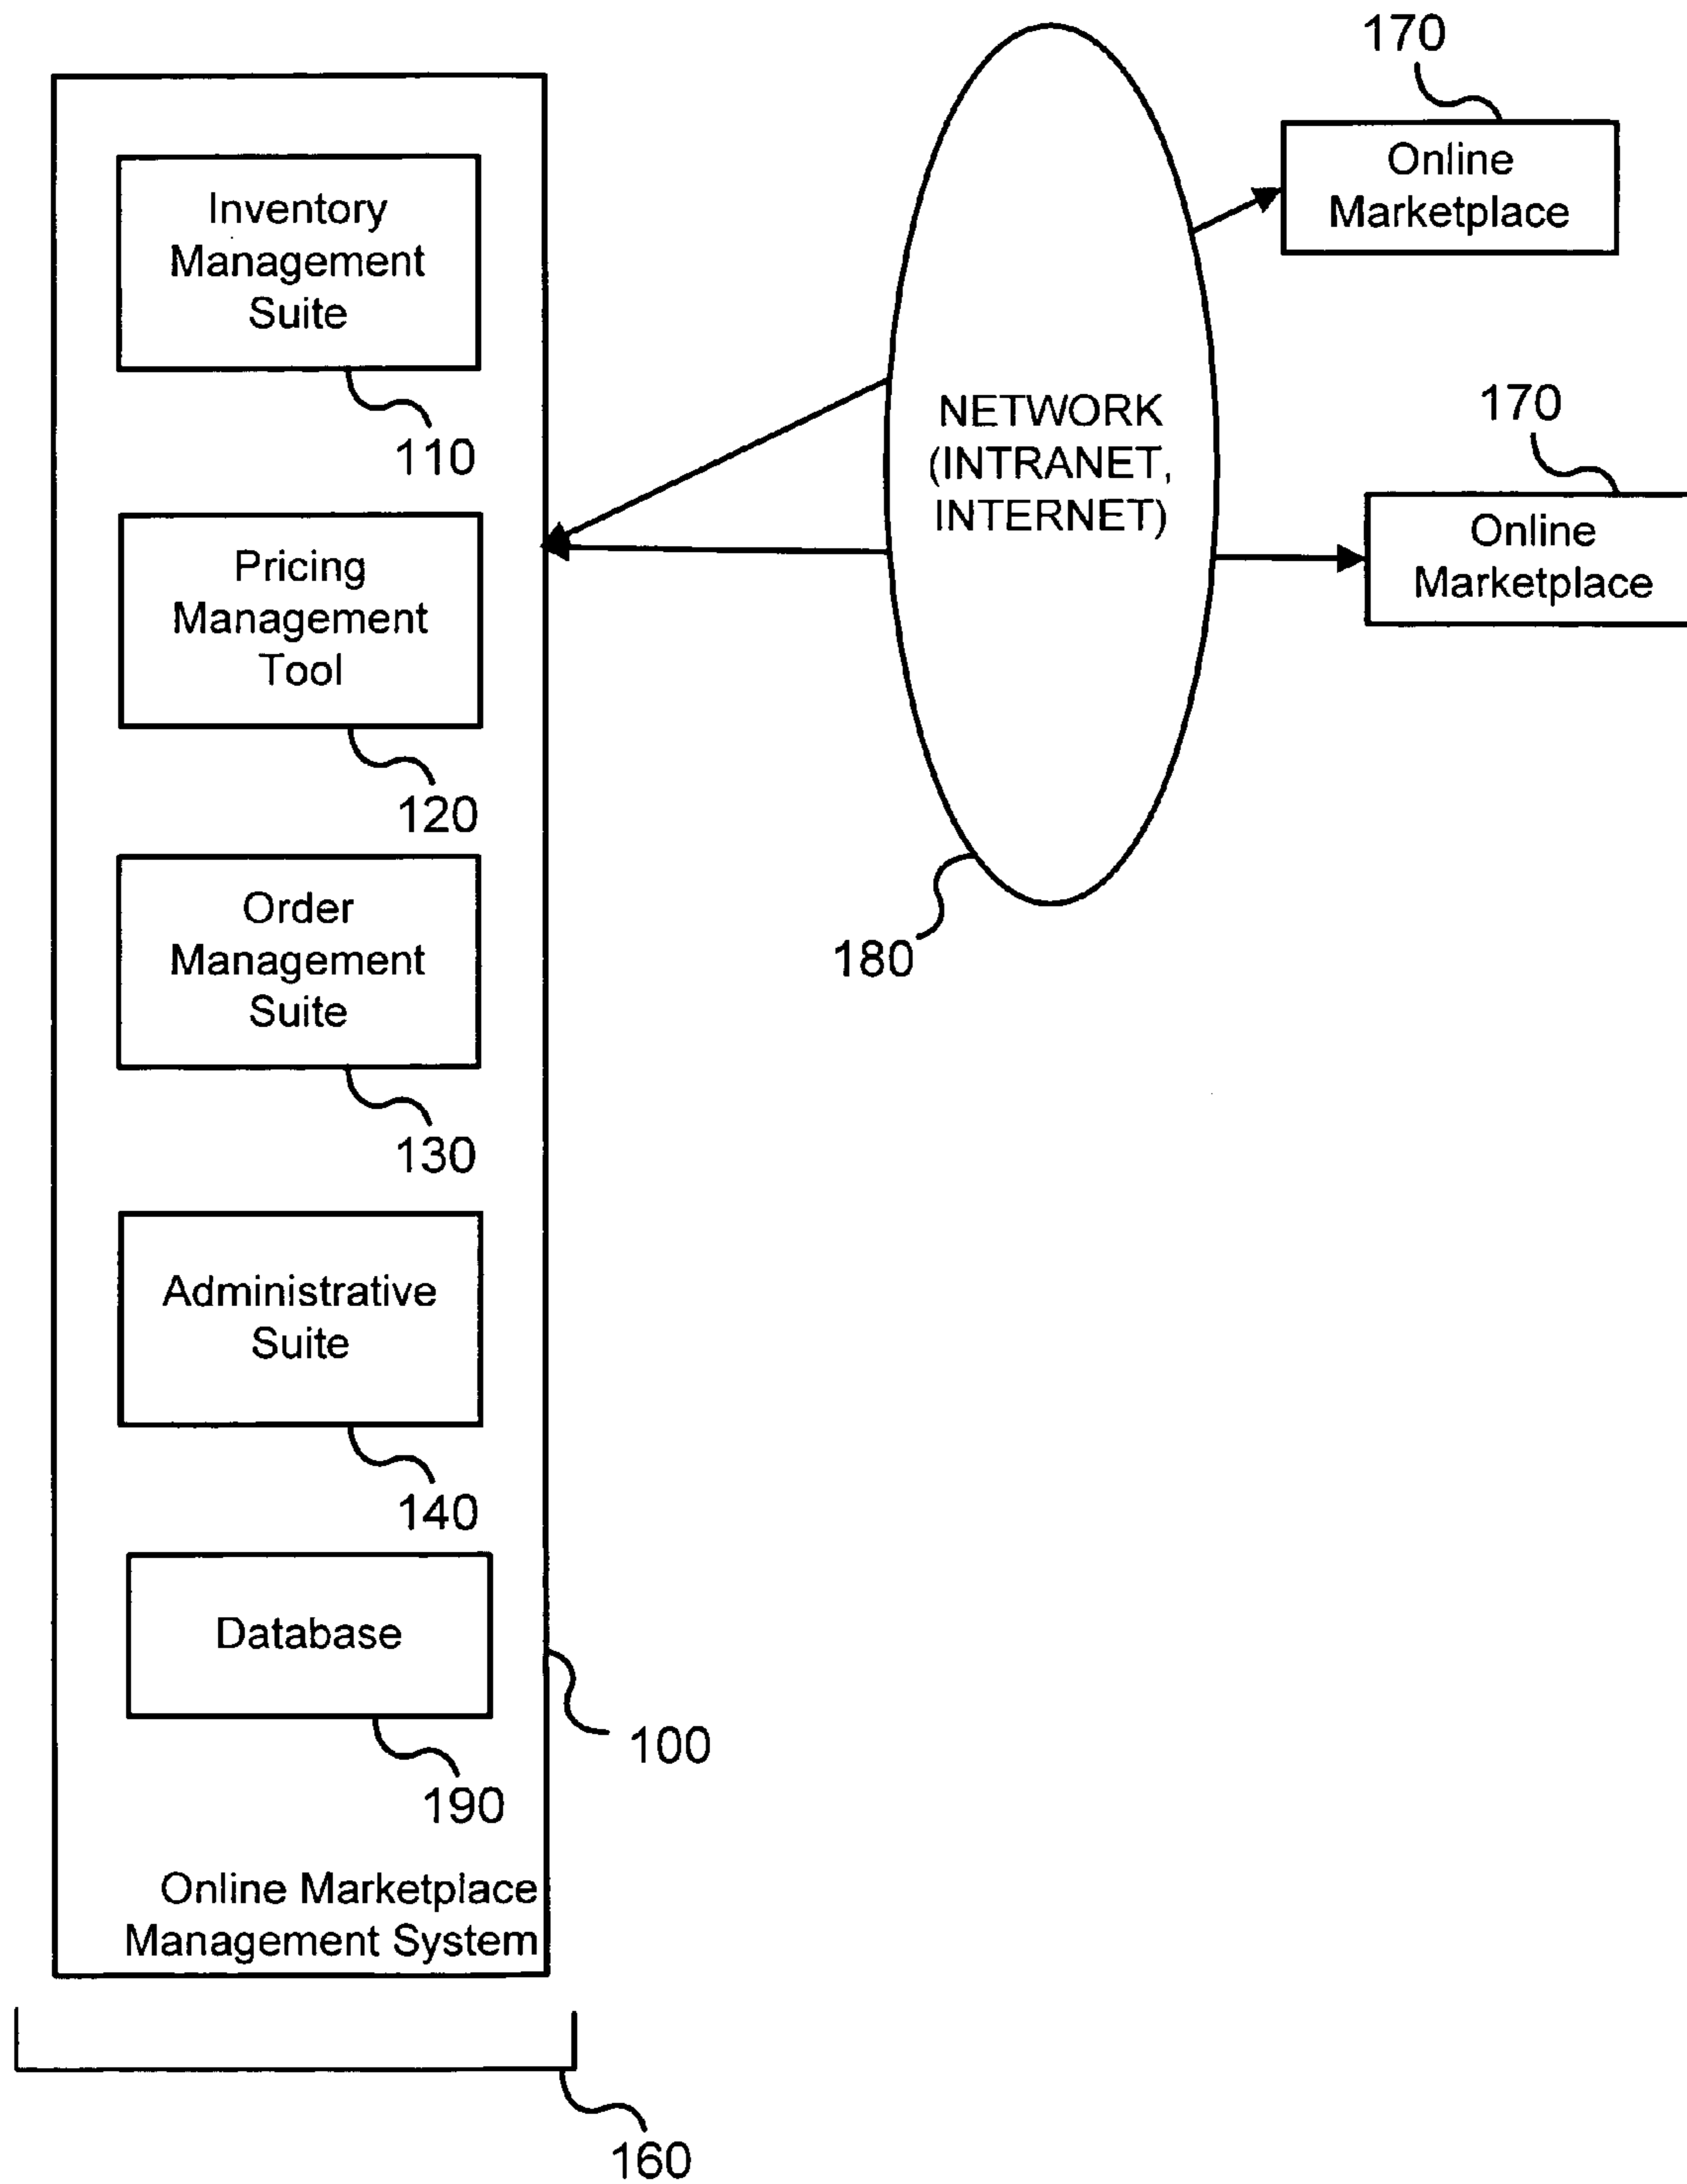 Inventory
Management
Suite
110
Pricing
Management
Tool
120
Order
Management
Suite
130
Administrative
Suite
140
Database
190
100
Online Marketplace
Management System
160
NETWORK
(INTRANET,
INTERNET)
180
170
Online
Marketplace
170
Online
Marketplace